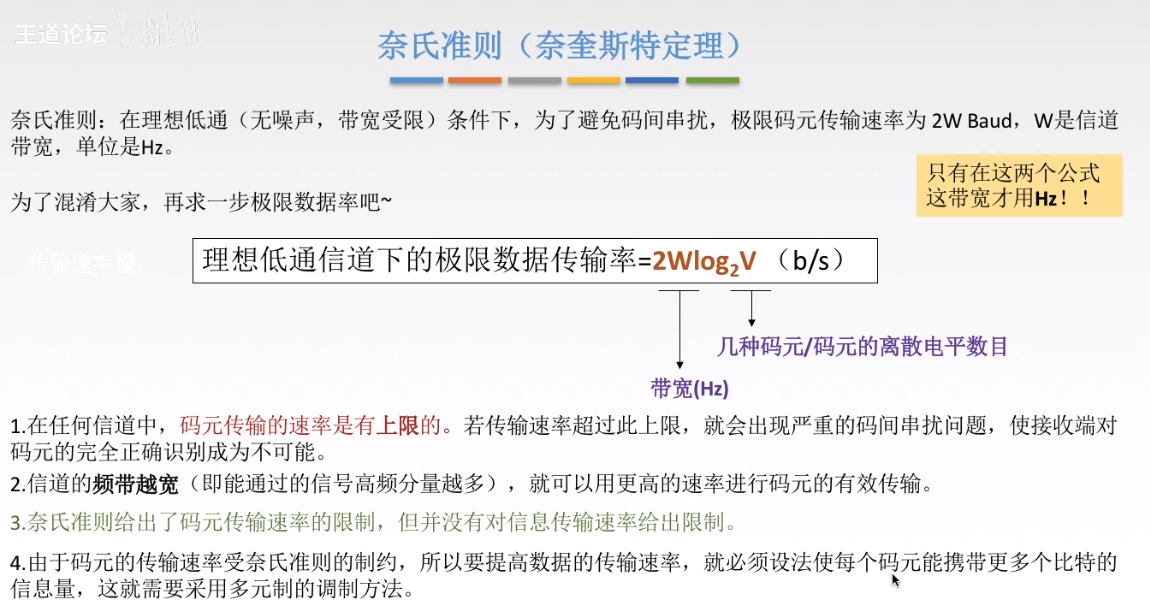 王道论坛
奈氏准则（奈奎斯特定理）
奈氏准则：在理想低通（无噪声，带宽受限）条件下，为了避免码间串扰，极限码元传输速率为 2W Baud，W是信道
带宽，单位是Hz。
只有在这两个公式
这带宽才用Hz！！
为了混淆大家，再求一步极限数据率吧~
传输速率慢：
理想低通信道下的极限数据传输率=2Wlog₂V （b/s）
几种码元/码元的离散电平数目
带宽(Hz)
1.在任何信道中，码元传输的速率是有上限的。若传输速率超过此上限，就会出现严重的码间串扰问题，使接收端对
码元的完全正确识别成为不可能。
2.信道的频带越宽（即能通过的信号高频分量越多），就可以用更高的速率进行码元的有效传输。
3.奈氏准则给出了码元传输速率的限制，但并没有对信息传输速率给出限制。
4.由于码元的传输速率受奈氏准则的制约，所以要提高数据的传输速率，就必须设法使每个码元能携带更多个比特的
信息量，这就需要采用多元制的调制方法。